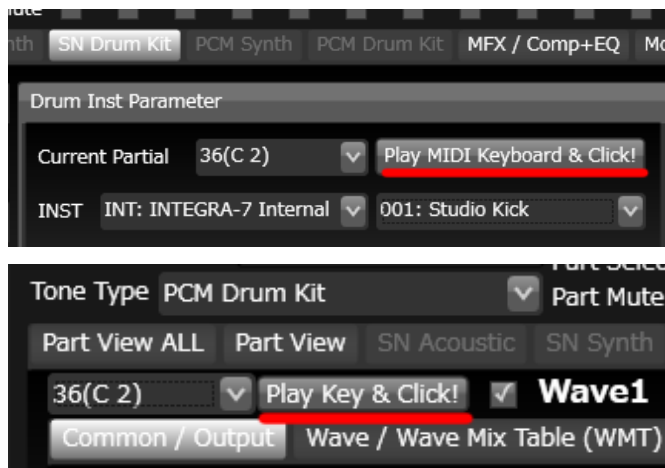 SN Drum Kit PCM Synth PCM Drum Kit MFX / Comp+EQ
Drum Inst Parameter
Current Partial 36(C 2) Play MIDI Keyboard & Click!
INST INT: INTEGRA-7 Internal 001: Studio Kick
Tone Type PCM Drum Kit Part Mute
Part View ALL Part View SN Acoustic SN Synth
36(C 2) Play Key & Click! Wave1
Common / Output Wave / Wave Mix Table (WMT)